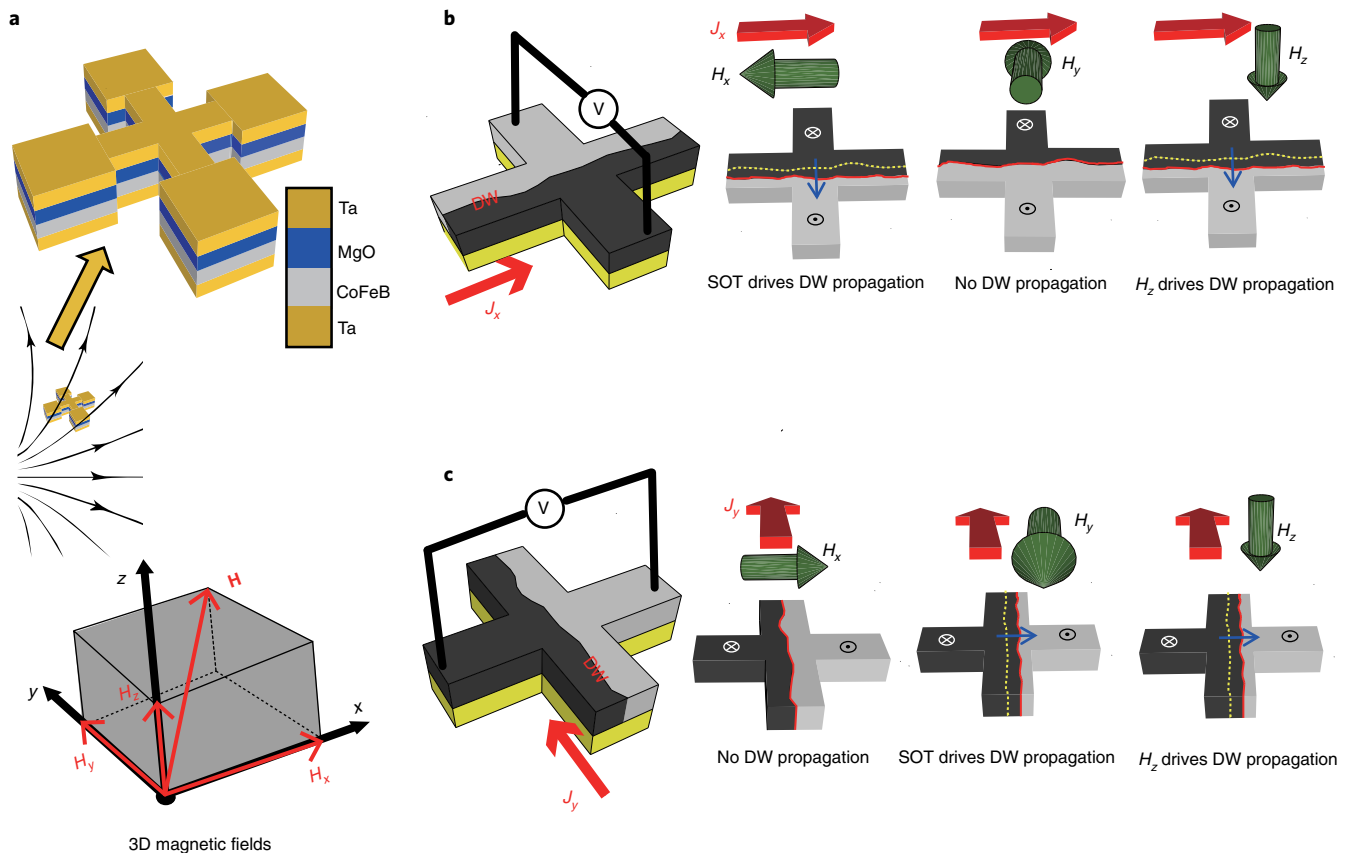 a
Ta
MgO
CoFeB
Ta
z
H
y
x
H_z
H_y
H_x
3D magnetic fields
b
V
DW
J_x
J_x
H_x
⊗
⊙
SOT drives DW propagation
H_y
⊗
⊙
No DW propagation
H_z
⊗
⊙
H_z drives DW propagation
c
V
DW
J_y
J_y
H_x
⊗
⊙
No DW propagation
H_y
⊗
⊙
SOT drives DW propagation
H_z
⊗
⊙
H_z drives DW propagation